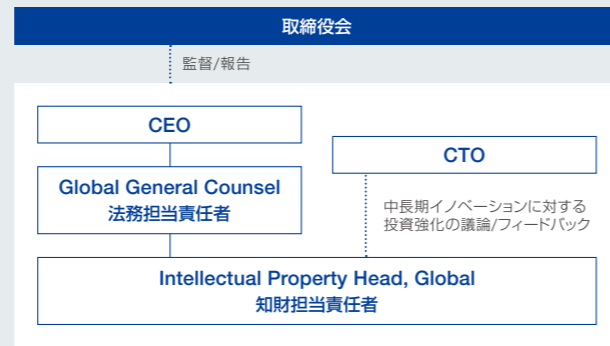 取締役会
監督/報告
CEO
CTO
Global General Counsel
法務担当責任者
中長期イノベーションに対する
投資強化の議論/フィードバック
Intellectual Property Head, Global
知財担当責任者